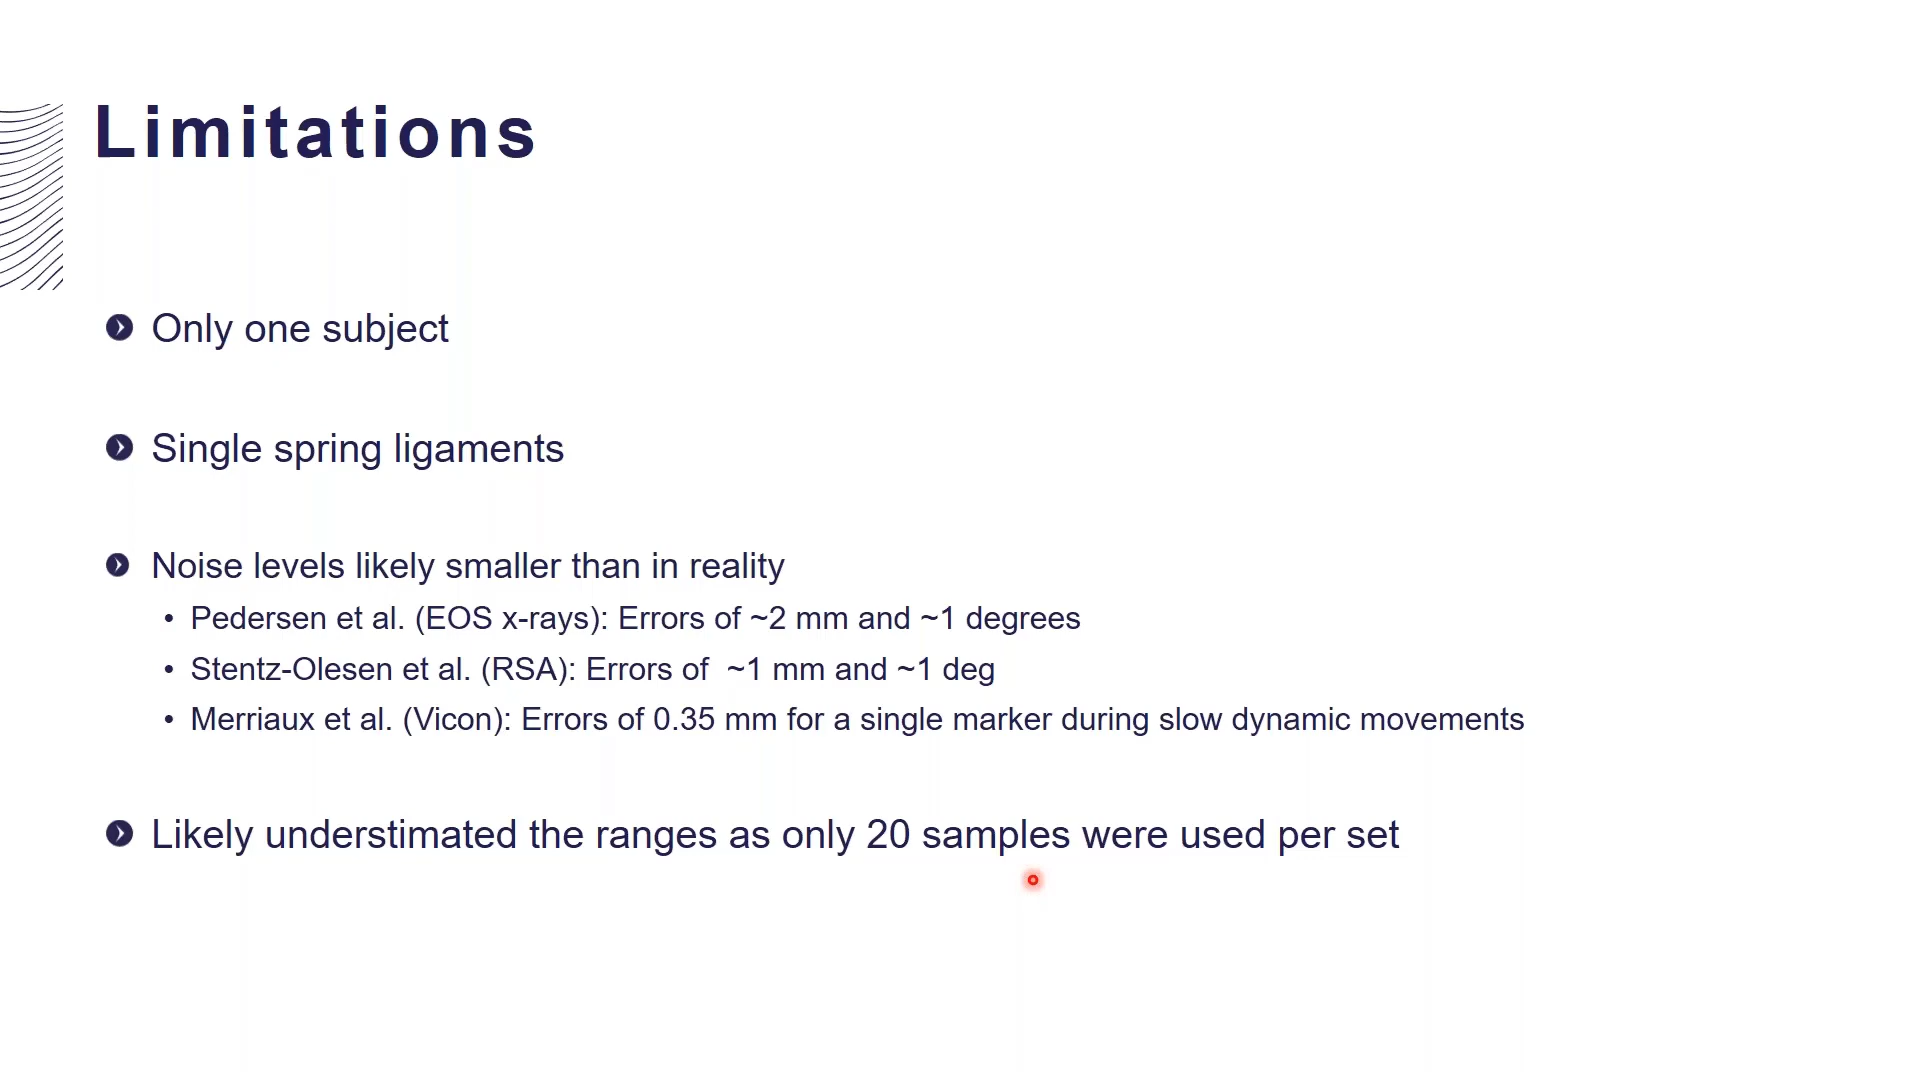 Limitations
Only one subject
Single spring ligaments
Noise levels likely smaller than in reality
• Pedersen et al. (EOS x-rays): Errors of ~2 mm and ~1 degrees
• Stentz-Olesen et al. (RSA): Errors of  ~1 mm and ~1 deg
• Merriaux et al. (Vicon): Errors of 0.35 mm for a single marker during slow dynamic movements
Likely understimated the ranges as only 20 samples were used per set